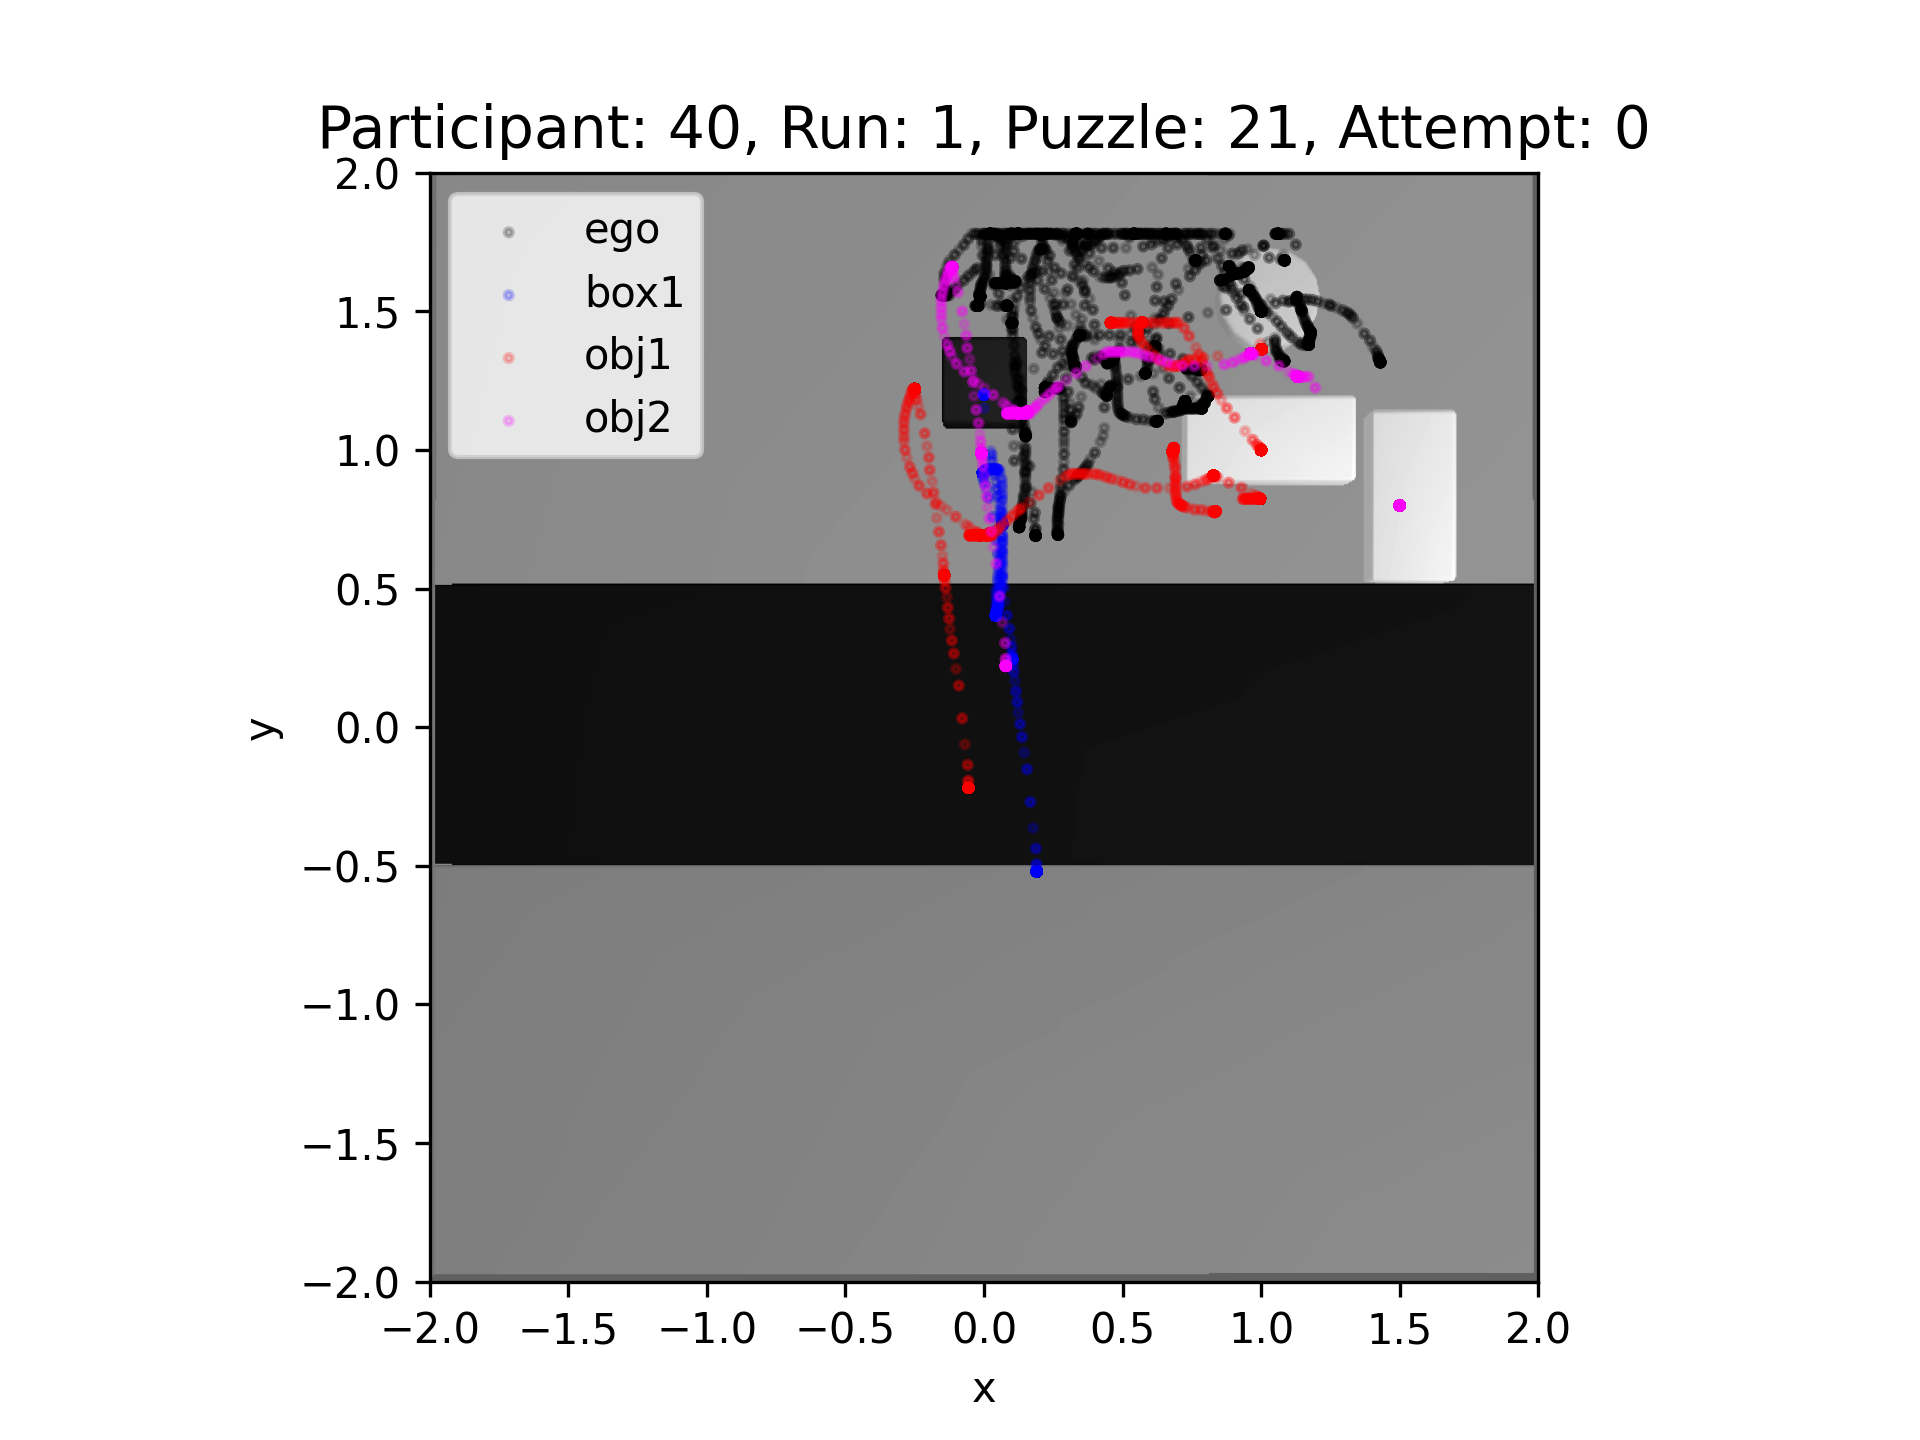 Participant: 40, Run: 1, Puzzle: 21, Attempt: 0
2.0
1.5
1.0
0.5
0.0
−0.5
−1.0
−1.5
−2.0
y
ego
box1
obj1
obj2
−2.0 −1.5 −1.0 −0.5 0.0 0.5 1.0 1.5 2.0
x